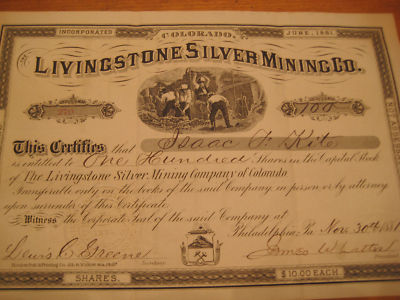 INCORPORATED COLORADO. JUNE, 1881.
THE LIVINGSTONE SILVER MINING CO.
100
This Certifies that Isaac F. Kite
is entitled to One Hundred Shares in the Capital Stock
of The Livingstone Silver Mining Company of Colorado
Transferable only on the books of the said Company in person or by attorney
upon surrender of this Certificate.
Witness the Corporate Seal of the said Company at
Philadelphia, Pa Nov. 30th 1881
Lewis C. Greene
James
SHARES.
$10.00 EACH.